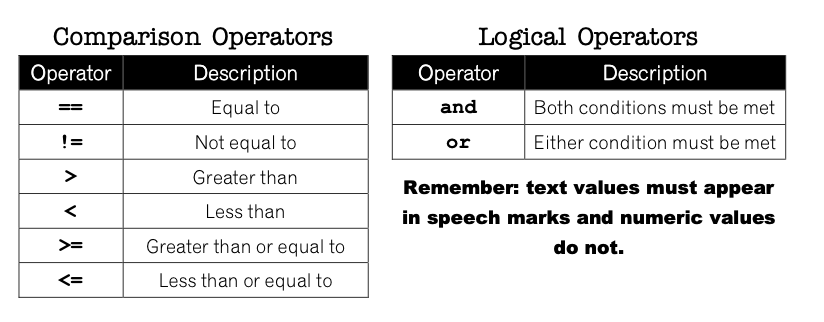 Comparison Operators
Operator Description
== Equal to
!= Not equal to
> Greater than
< Less than
>= Greater than or equal to
<= Less than or equal to
Logical Operators
Operator Description
and Both conditions must be met
or Either condition must be met
Remember: text values must appear
in speech marks and numeric values
do not.